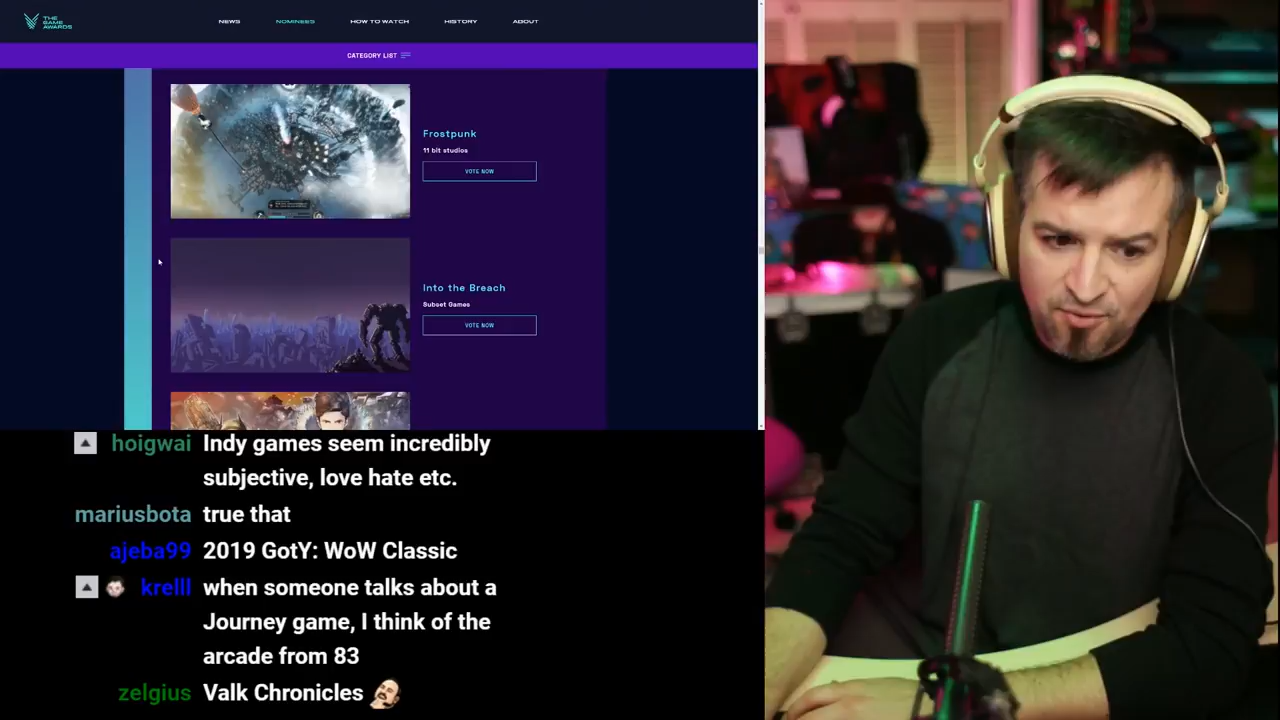 THE
GAME
AWARDS
NEWS
NOMINEES
HOW TO WATCH
HISTORY
ABOUT
CATEGORY LIST
Frostpunk
11 bit studios
VOTE NOW
Into the Breach
Subset Games
VOTE NOW
hoigwai Indy games seem incredibly
subjective, love hate etc.
mariusbota true that
ajeba99 2019 GotY: WoW Classic
krelll when someone talks about a
Journey game, I think of the
arcade from 83
zelgius Valk Chronicles